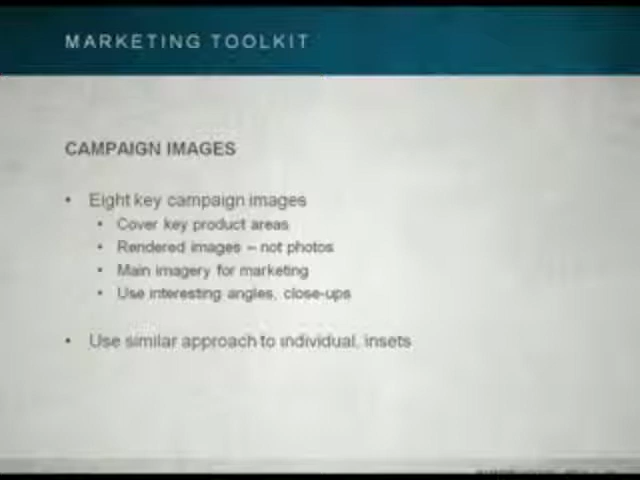 MARKETING TOOLKIT
CAMPAIGN IMAGES
• Eight key campaign images
• Cover key product areas
• Rendered images – not photos
• Main imagery for marketing
• Use interesting angles, close-ups
• Use similar approach to individual, insets